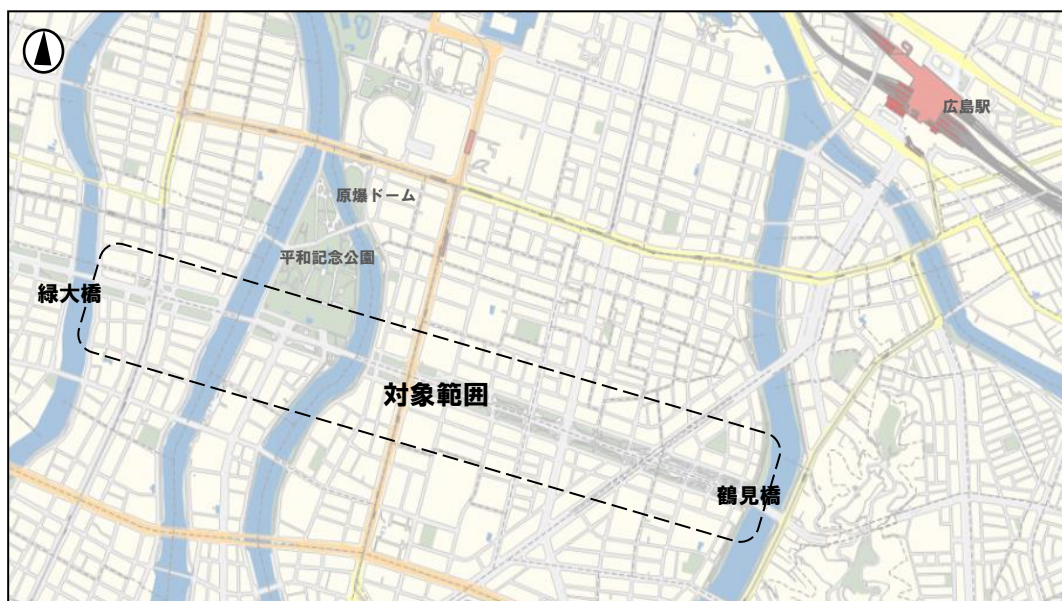 広島駅
原爆ドーム
平和記念公園
緑大橋
対象範囲
鶴見橋